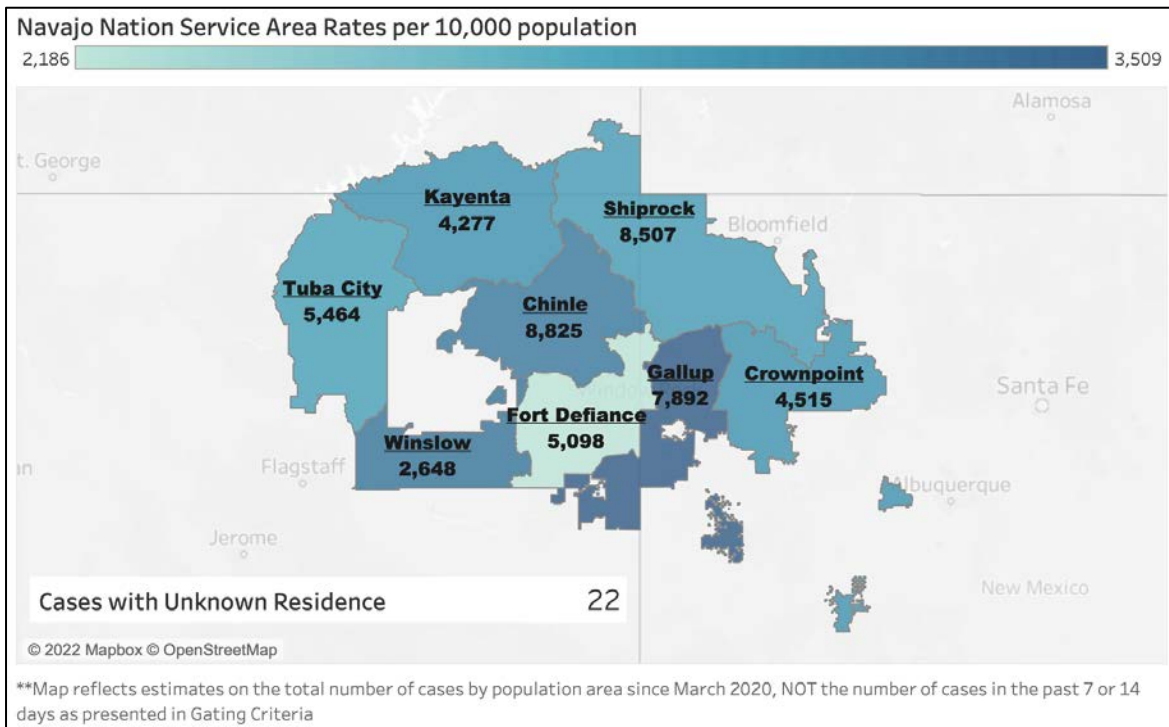 Navajo Nation Service Area Rates per 10,000 population
2,186
3,509
Alamosa
t. George
Kayenta
4,277
Shiprock
8,507
Bloomfield
Tuba City
5,464
Chinle
8,825
Gallup
7,892
Crownpoint
4,515
Santa Fe
Fort Defiance
5,098
Winslow
2,648
Flagstaff
an
Albuquerque
Jerome
New Mexico
Cases with Unknown Residence 22
© 2022 Mapbox © OpenStreetMap
**Map reflects estimates on the total number of cases by population area since March 2020, NOT the number of cases in the past 7 or 14
days as presented in Gating Criteria